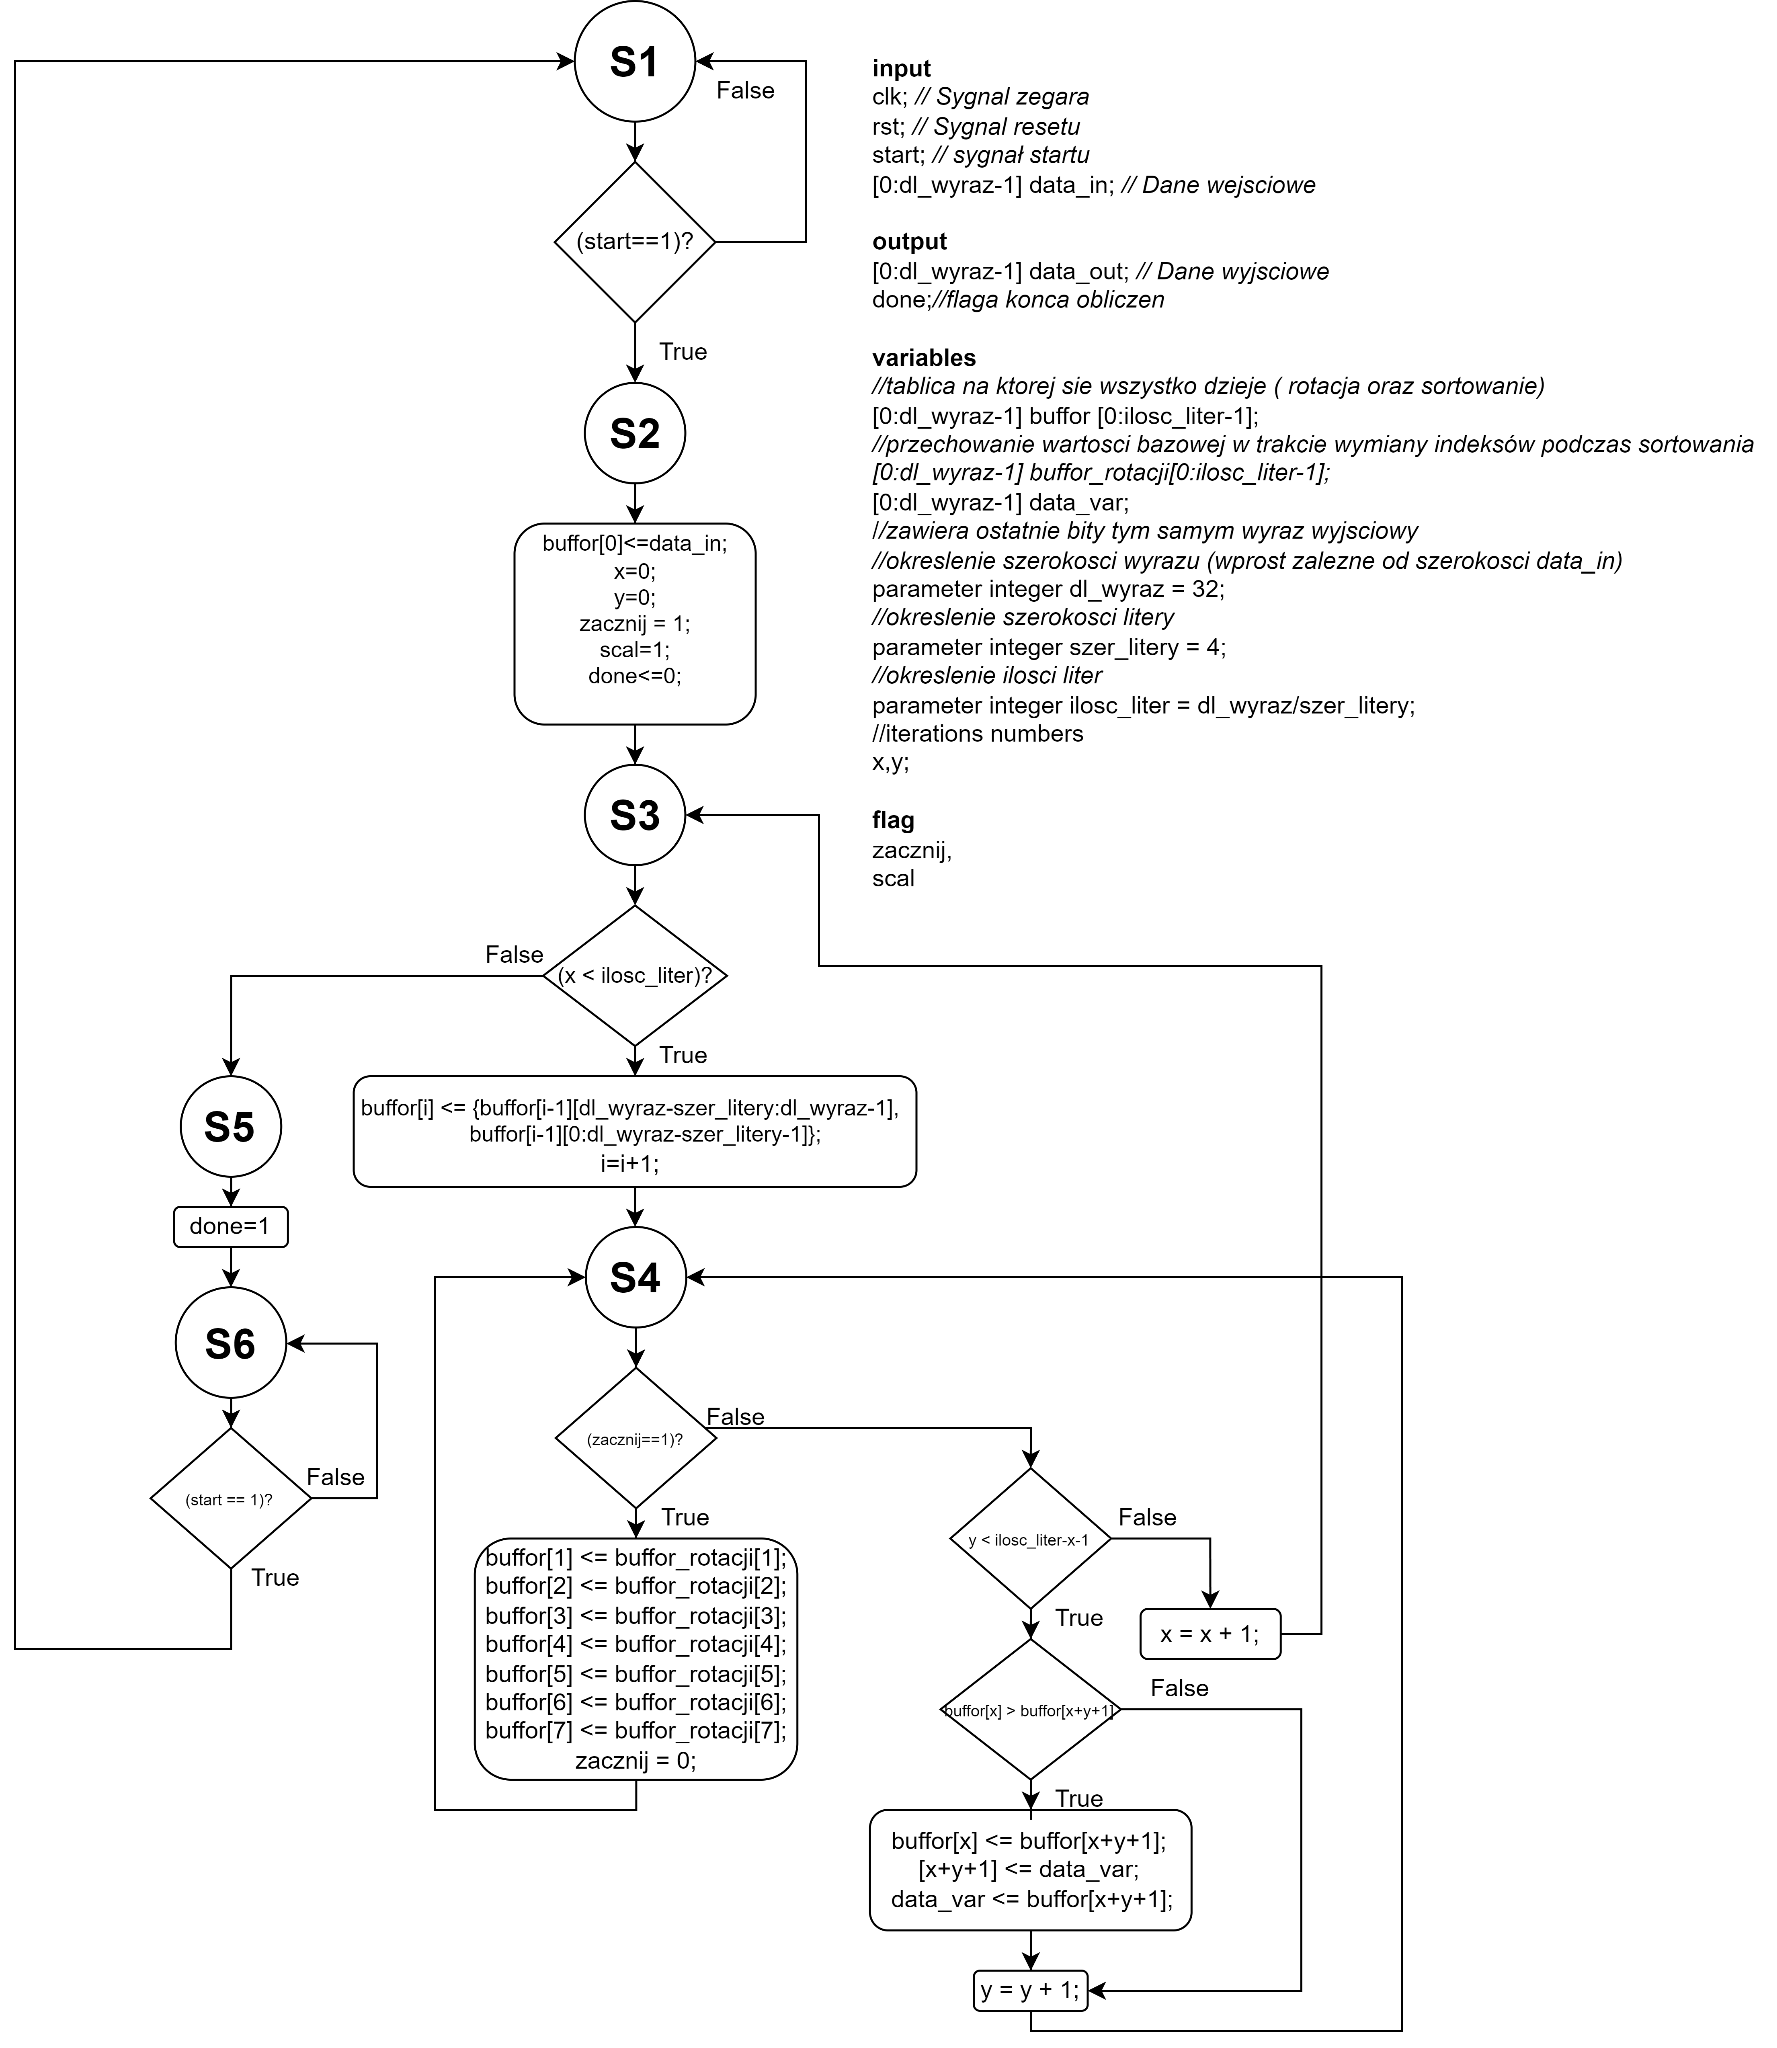 S1
False
(start==1)?
True
S2
buffor[0]<=data_in;
x=0;
y=0;
zacznij = 1;
scal=1;
done<=0;
S3
(x < ilosc_liter)?
False
True
buffor[i] <= {buffor[i-1][dl_wyraz-szer_litery:dl_wyraz-1],
buffor[i-1][0:dl_wyraz-szer_litery-1]};
i=i+1;
S5
done=1
S6
(start == 1)?
False
True
S4
(zacznij==1)?
False
True
buffor[1] <= buffor_rotacji[1];
buffor[2] <= buffor_rotacji[2];
buffor[3] <= buffor_rotacji[3];
buffor[4] <= buffor_rotacji[4];
buffor[5] <= buffor_rotacji[5];
buffor[6] <= buffor_rotacji[6];
buffor[7] <= buffor_rotacji[7];
zacznij = 0;
y < ilosc_liter-x-1
False
True
x = x + 1;
buffor[x] > buffor[x+y+1]
False
True
buffor[x] <= buffor[x+y+1];
[x+y+1] <= data_var;
data_var <= buffor[x+y+1];
y = y + 1;
input
clk; // Sygnal zegara
rst; // Sygnal resetu
start; // sygnał startu
[0:dl_wyraz-1] data_in; // Dane wejsciowe
output
[0:dl_wyraz-1] data_out; // Dane wyjsciowe
done;//flaga konca obliczen
variables
//tablica na ktorej sie wszystko dzieje ( rotacja oraz sortowanie)
[0:dl_wyraz-1] buffor [0:ilosc_liter-1];
//przechowanie wartosci bazowej w trakcie wymiany indeksów podczas sortowania
[0:dl_wyraz-1] buffor_rotacji[0:ilosc_liter-1];
[0:dl_wyraz-1] data_var;
//zawiera ostatnie bity tym samym wyraz wyjsciowy
//okreslenie szerokosci wyrazu (wprost zalezne od szerokosci data_in)
parameter integer dl_wyraz = 32;
//okreslenie szerokosci litery
parameter integer szer_litery = 4;
//okreslenie ilosci liter
parameter integer ilosc_liter = dl_wyraz/szer_litery;
//iterations numbers
x,y;
flag
zacznij,
scal